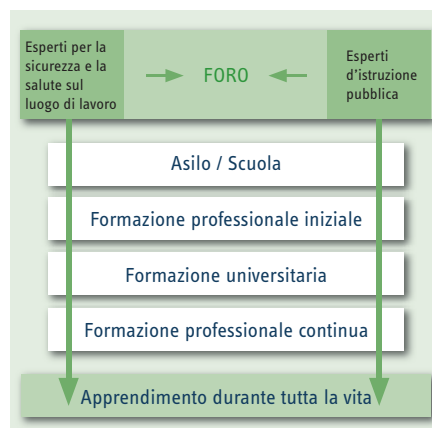 Esperti per la
sicurezza e la
salute sul
luogo di lavoro
FORO
Esperti
d'istruzione
pubblica
Asilo / Scuola
Formazione professionale iniziale
Formazione universitaria
Formazione professionale continua
Apprendimento durante tutta la vita